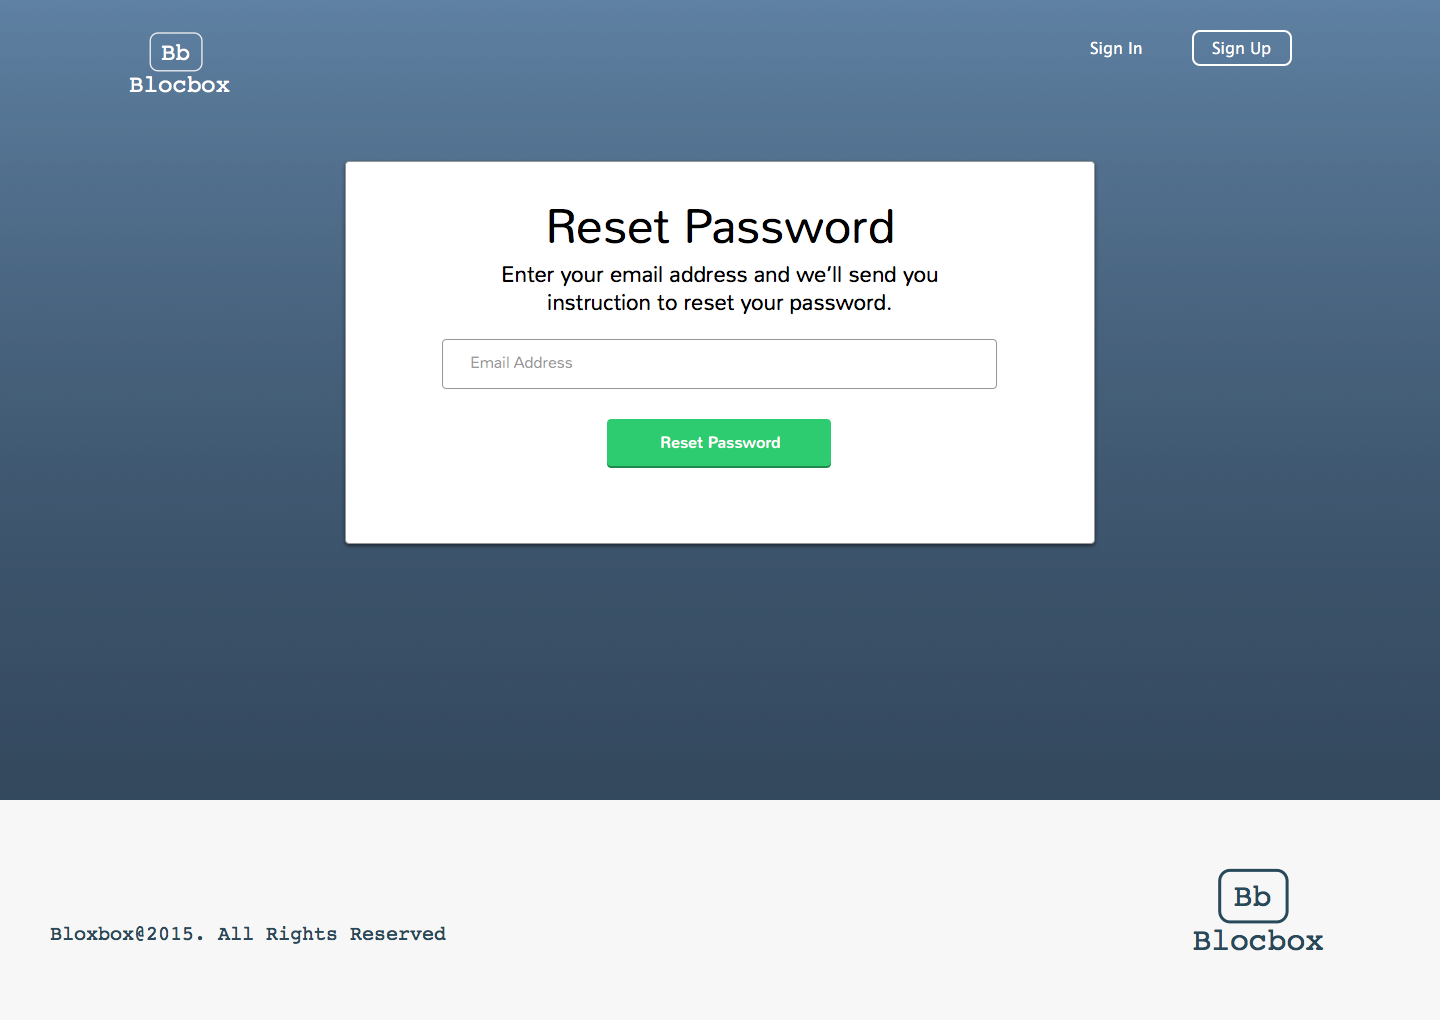 Bb
Blocbox
Sign In
Sign Up
Reset Password
Enter your email address and we’ll send you
instruction to reset your password.
Email Address
Reset Password
Bloxbox@2015. All Rights Reserved
Bb
Blocbox